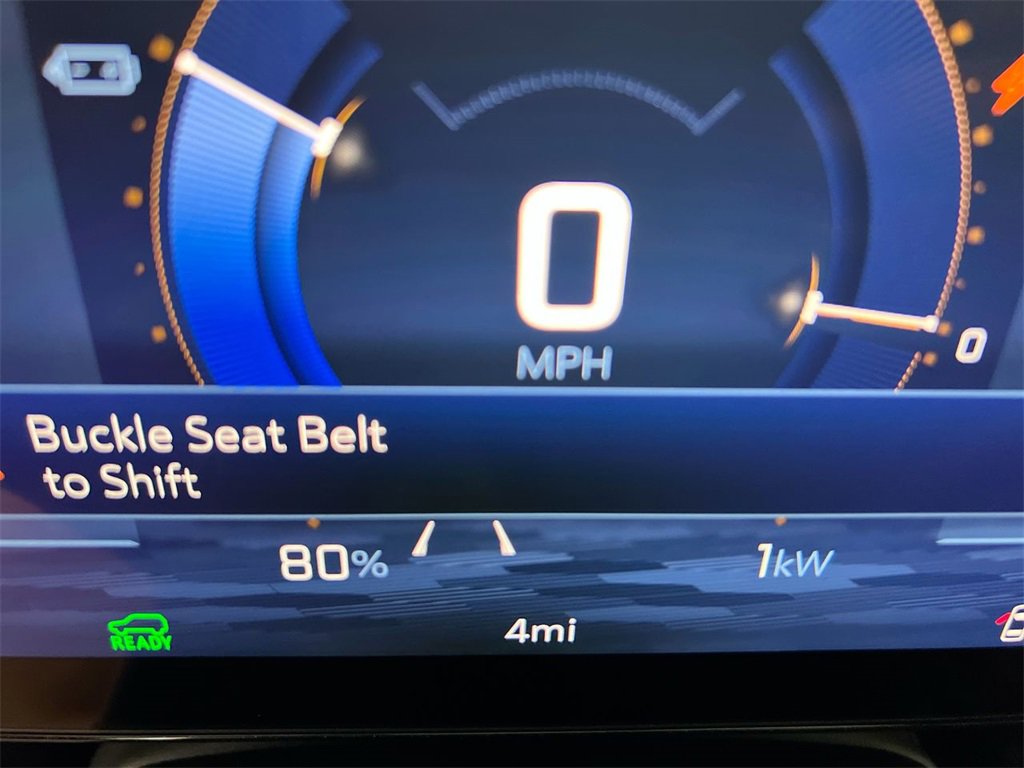 0
MPH
0
Buckle Seat Belt
to Shift
80%
1kW
READY
4mi